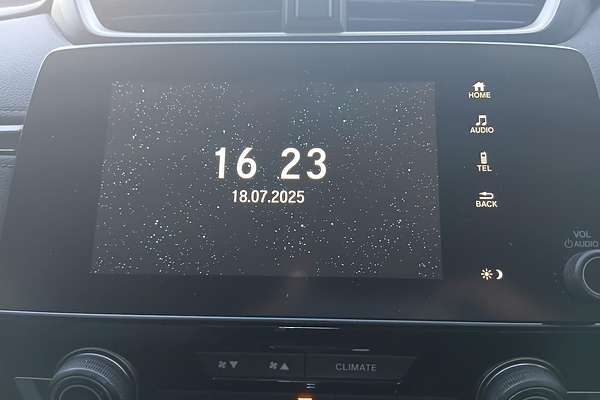 16 23
18.07.2025
HOME
AUDIO
TEL
BACK
VOL
AUDIO
CLIMATE